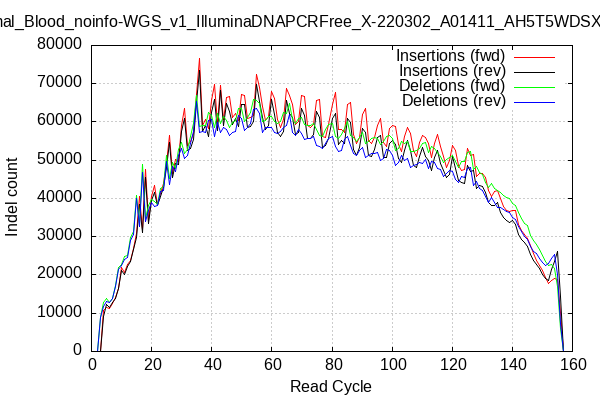 nal_Blood_noinfo-WGS_v1_IlluminaDNAPCRFree_X-220302_A01411_AH5T5WDSX
80000
70000
60000
50000
40000
30000
20000
10000
0
Indel count
Insertions (fwd)
Insertions (rev)
Deletions (fwd)
Deletions (rev)
0 20 40 60 80 100 120 140 160
Read Cycle